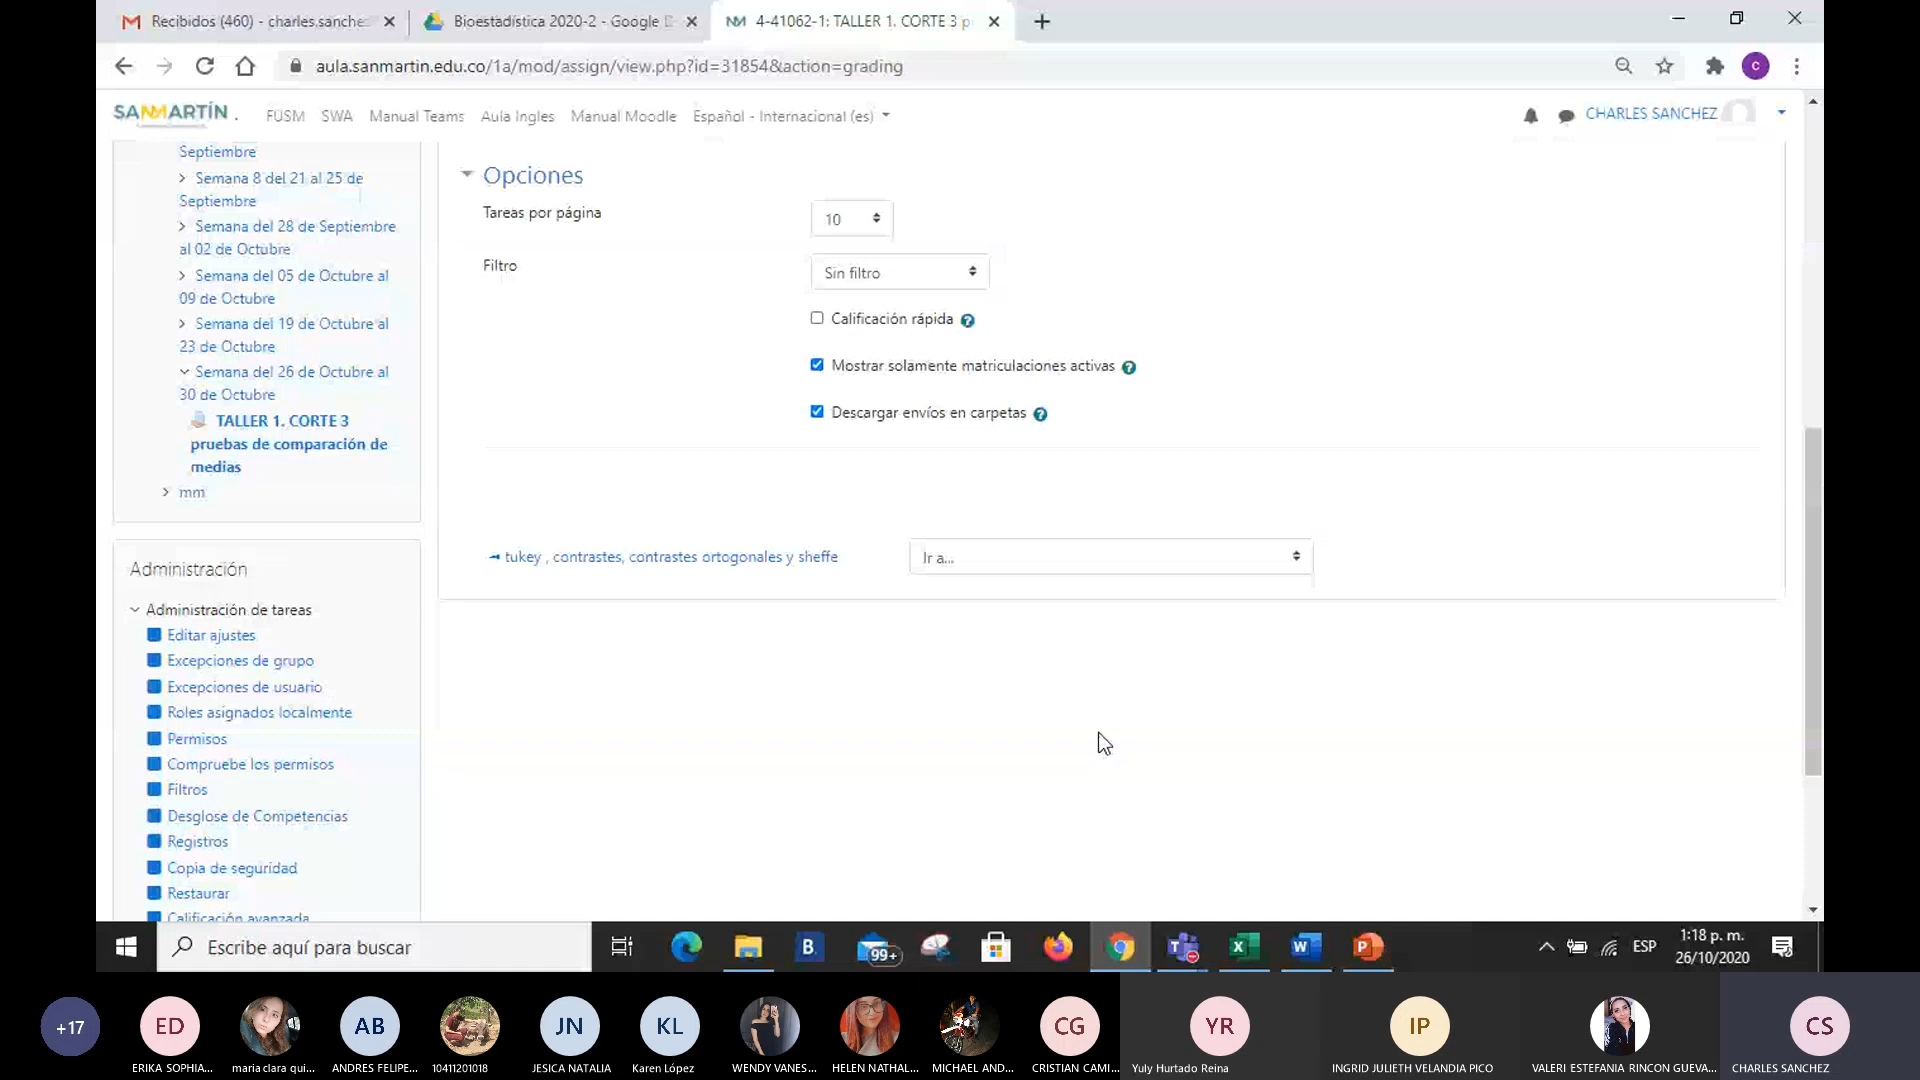 Recibidos (460) - charles.sanche
Bioestadística 2020-2 - Google D
4-41062-1: TALLER 1. CORTE 3 p
aula.sanmartin.edu.co/1a/mod/assign/view.php?id=31854&action=grading
C
SANMARTÍN .
FUSM
SWA
Manual Teams
Aula Ingles
Manual Moodle
Español - Internacional (es)
CHARLES SANCHEZ
Septiembre
Semana 8 del 21 al 25 de
Septiembre
Semana del 28 de Septiembre
al 02 de Octubre
Semana del 05 de Octubre al
09 de Octubre
Semana del 19 de Octubre al
23 de Octubre
Semana del 26 de Octubre al
30 de Octubre
TALLER 1. CORTE 3
pruebas de comparación de
medias
mm
Opciones
Tareas por página
10
Filtro
Sin filtro
Calificación rápida
Mostrar solamente matriculaciones activas
Descargar envíos en carpetas
tukey , contrastes, contrastes ortogonales y sheffe
Ir a...
Administración
Administración de tareas
Editar ajustes
Excepciones de grupo
Excepciones de usuario
Roles asignados localmente
Permisos
Compruebe los permisos
Filtros
Desglose de Competencias
Registros
Copia de seguridad
Restaurar
Calificación avanzada
Escribe aquí para buscar
B.
99+
ESP
1:18 p. m.
26/10/2020
+17
ED
AB
JN
KL
CG
YR
IP
CS
ERIKA SOPHIA...
maria clara qui...
ANDRES FELIPE...
10411201018
JESICA NATALIA
Karen López
WENDY VANES...
HELEN NATHAL...
MICHAEL AND...
CRISTIAN CAMI...
Yuly Hurtado Reina
INGRID JULIETH VELANDIA PICO
VALERI ESTEFANIA RINCON GUEVA...
CHARLES SANCHEZ